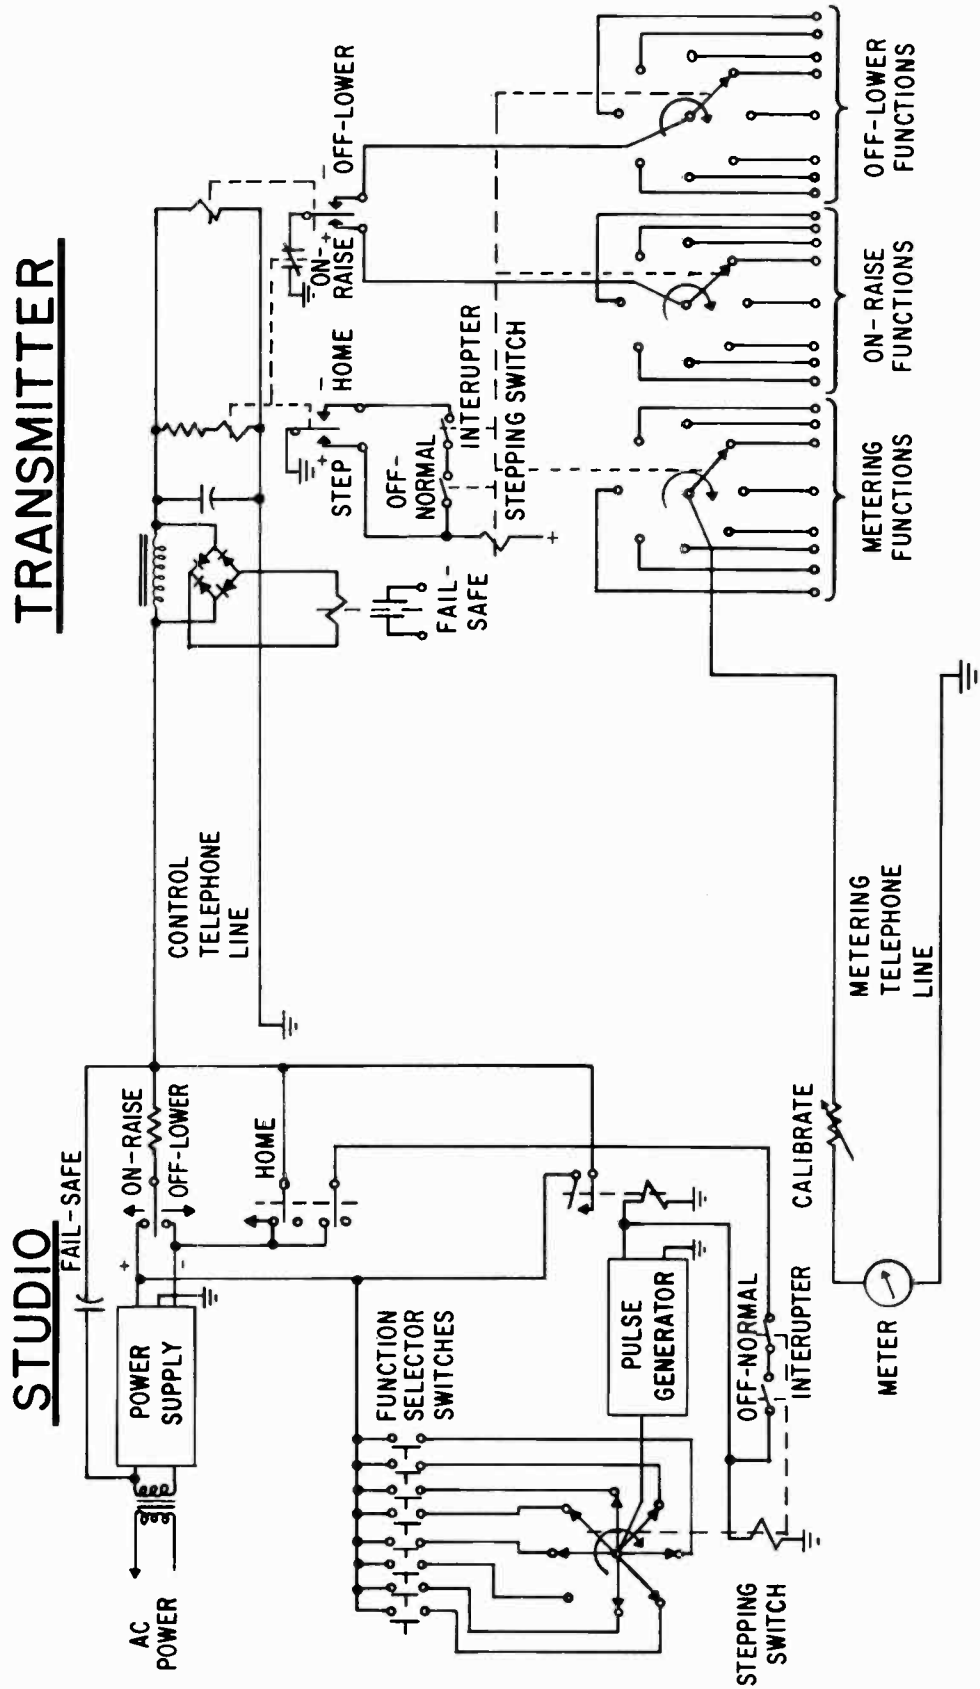 STUDIO
TRANSMITTER
FAIL-SAFE
ON-RAISE
OFF-LOWER
+
-
AC
POWER
POWER
SUPPLY
HOME
CONTROL
TELEPHONE
LINE
FUNCTION
SELECTOR
SWITCHES
PULSE
GENERATOR
OFF-NORMAL
INTERUPTER
STEPPING
SWITCH
METER
CALIBRATE
METERING
TELEPHONE
LINE
FAIL-
SAFE
STEP
+
-
HOME
ON-
RAISE
+
-
OFF-LOWER
OFF-
NORMAL
INTERUPTER
STEPPING SWITCH
+
METERING
FUNCTIONS
ON-RAISE
FUNCTIONS
OFF-LOWER
FUNCTIONS